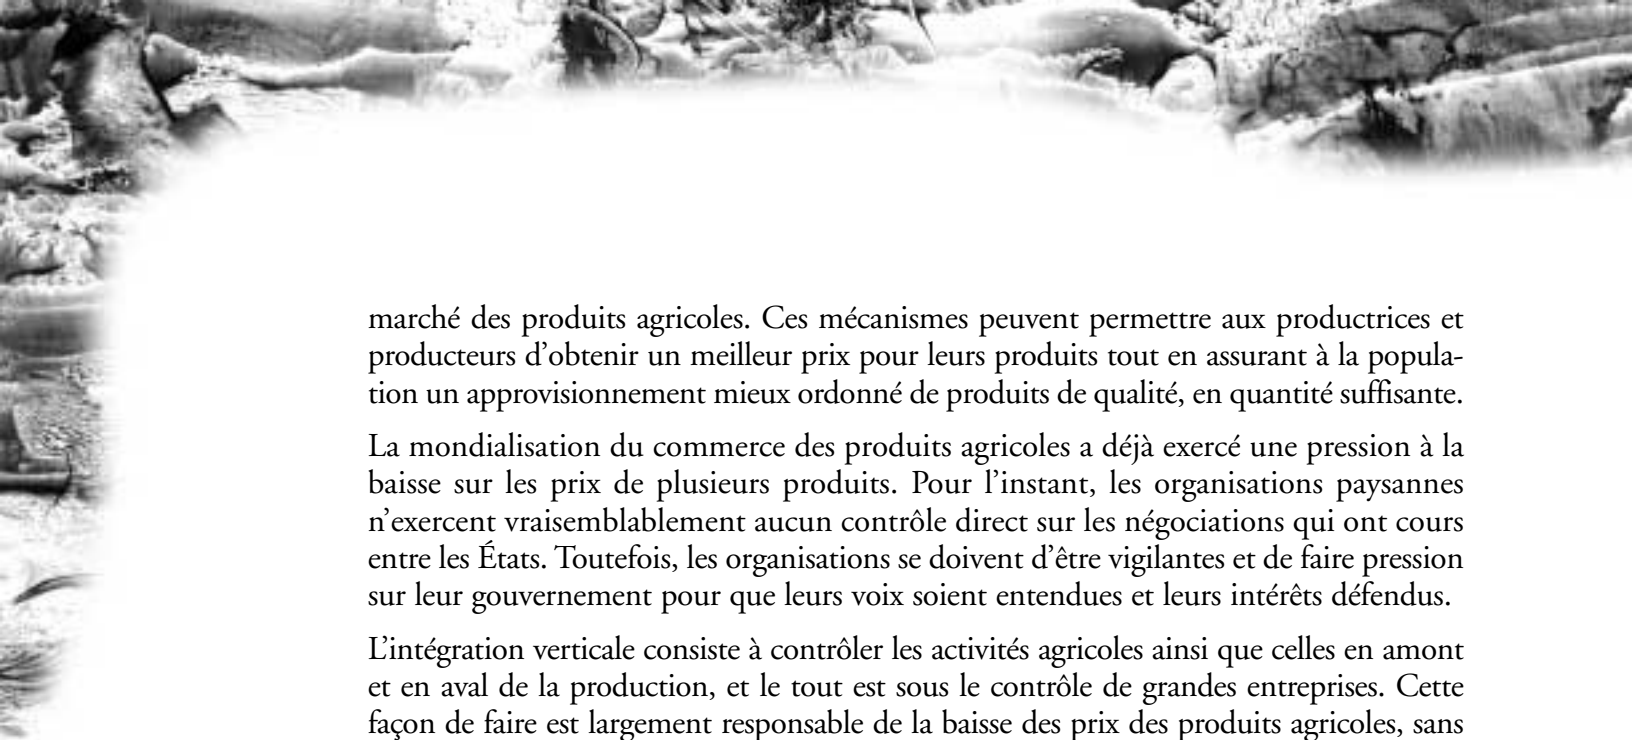 marché des produits agricoles. Ces mécanismes peuvent permettre aux productrices et
producteurs d’obtenir un meilleur prix pour leurs produits tout en assurant à la popula-
tion un approvisionnement mieux ordonné de produits de qualité, en quantité suffisante.
La mondialisation du commerce des produits agricoles a déjà exercé une pression à la
baisse sur les prix de plusieurs produits. Pour l’instant, les organisations paysannes
n’exercent vraisemblablement aucun contrôle direct sur les négociations qui ont cours
entre les États. Toutefois, les organisations se doivent d’être vigilantes et de faire pression
sur leur gouvernement pour que leurs voix soient entendues et leurs intérêts défendus.
L’intégration verticale consiste à contrôler les activités agricoles ainsi que celles en amont
et en aval de la production, et le tout est sous le contrôle de grandes entreprises. Cette
façon de faire est largement responsable de la baisse des prix des produits agricoles, sans